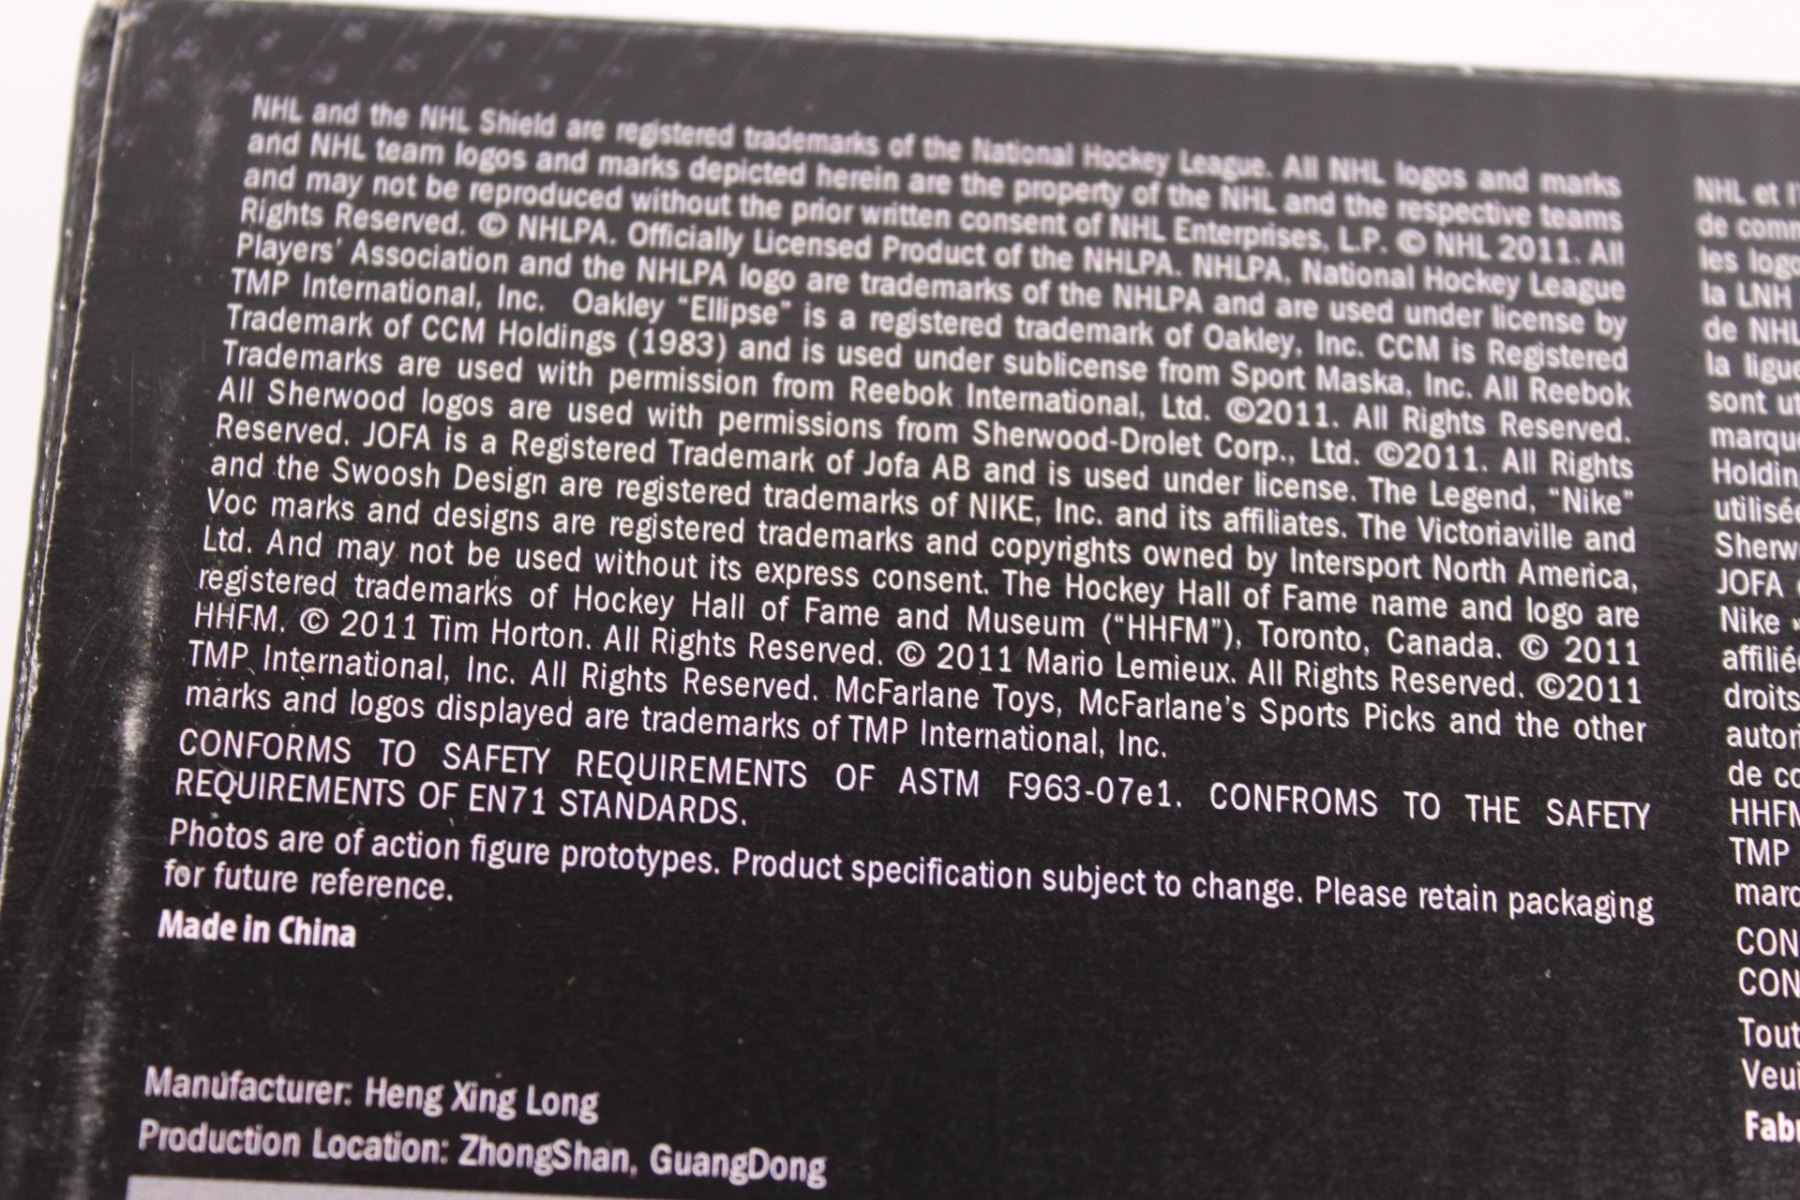 NHL and the NHL Shield are registered trademarks of the National Hockey League. All NHL logos and marks
and NHL team logos and marks depicted herein are the property of the NHL and the respective teams
and may not be reproduced without the prior written consent of NHL Enterprises, L.P. © NHL 2011. All
Rights Reserved. © NHLPA. Officially Licensed Product of the NHLPA. NHLPA, National Hockey League
Players' Association and the NHLPA logo are trademarks of the NHLPA and are used under license by
TMP International, Inc. Oakley "Ellipse" is a registered trademark of Oakley, Inc. CCM is Registered
Trademark of CCM Holdings (1983) and is used under sublicense from Sport Maska, Inc. All Reebok
Trademarks are used with permission from Reebok International, Ltd. ©2011. All Rights Reserved.
All Sherwood logos are used with permissions from Sherwood-Drolet Corp., Ltd. ©2011. All Rights
Reserved. JOFA is a Registered Trademark of Jofa AB and is used under license. The Legend, "Nike"
and the Swoosh Design are registered trademarks of NIKE, Inc. and its affiliates. The Victoriaville and
Voc marks and designs are registered trademarks and copyrights owned by Intersport North America,
Ltd. And may not be used without its express consent. The Hockey Hall of Fame name and logo are
registered trademarks of Hockey Hall of Fame and Museum ("HHFM"), Toronto, Canada. © 2011
HHFM. © 2011 Tim Horton. All Rights Reserved. © 2011 Mario Lemieux. All Rights Reserved. ©2011
TMP International, Inc. All Rights Reserved. McFarlane Toys, McFarlane's Sports Picks and the other
marks and logos displayed are trademarks of TMP International, Inc.
CONFORMS TO SAFETY REQUIREMENTS OF ASTM F963-07e1. CONFROMS TO THE SAFETY
REQUIREMENTS OF EN71 STANDARDS.
Photos are of action figure prototypes. Product specification subject to change. Please retain packaging
for future reference.
Made in China
Manufacturer: Heng Xing Long
Production Location: ZhongShan, GuangDong
NHL et l'
de comm
les logo
la LNH
de NHL
la ligue
sont ut
marque
Holding
utilisée
Sherw
JOFA
Nike »
affilié
droits
autori
de co
HHFM
TMP
marq
CON
CON
Tout
Veui
Fabr